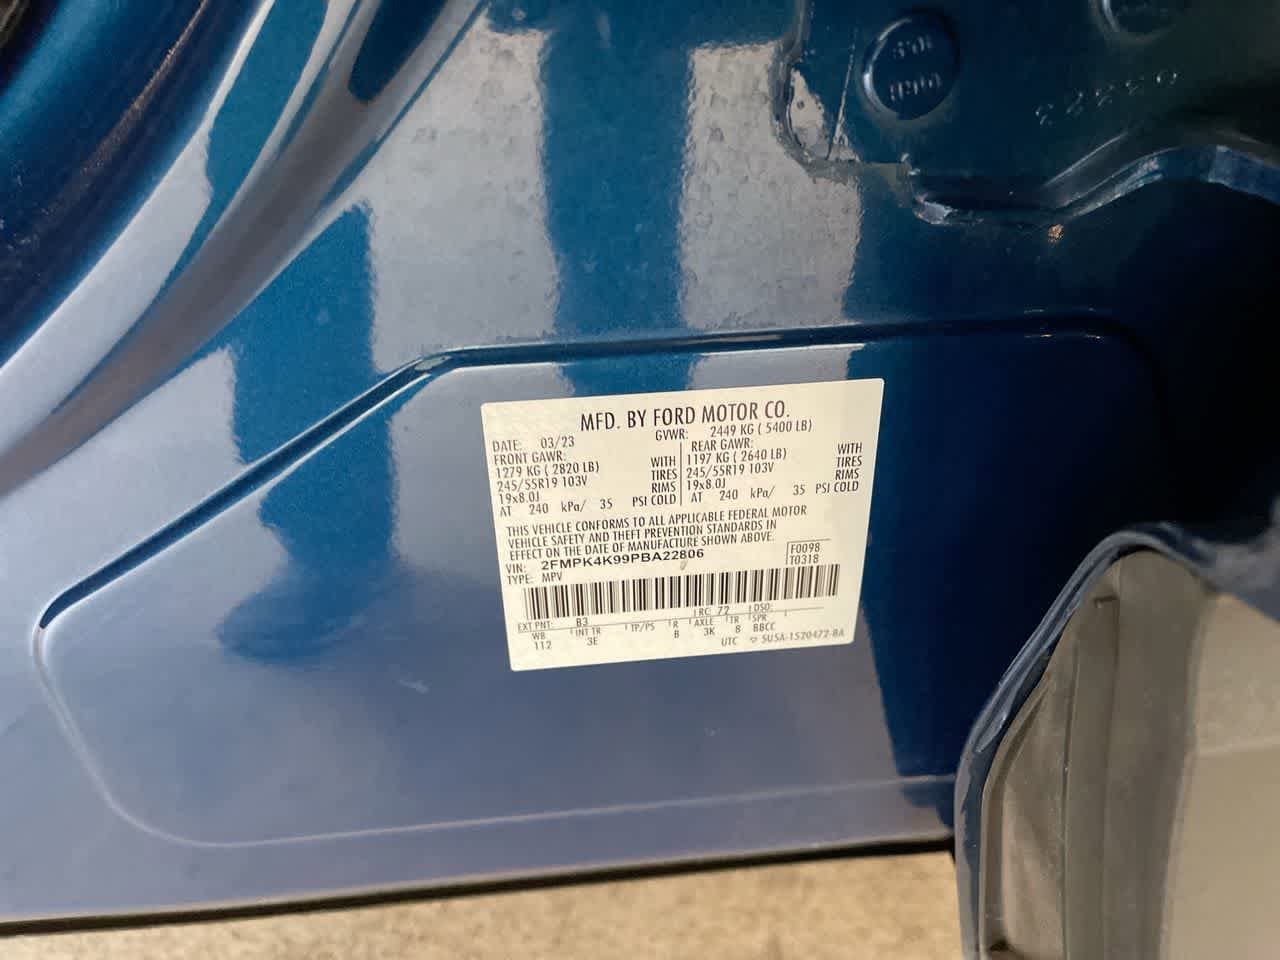 MFD. BY FORD MOTOR CO.
DATE: 03/23 GVWR: 2449 KG ( 5400 LB)
FRONT GAWR: REAR GAWR:
1279 KG ( 2820 LB) WITH 1197 KG ( 2640 LB) WITH
245/55R19 103V TIRES 245/55R19 103V TIRES
19x8.0J RIMS 19x8.0J RIMS
AT 240 kPa/ 35 PSI COLD AT 240 kPa/ 35 PSI COLD
THIS VEHICLE CONFORMS TO ALL APPLICABLE FEDERAL MOTOR
VEHICLE SAFETY AND THEFT PREVENTION STANDARDS IN
EFFECT ON THE DATE OF MANUFACTURE SHOWN ABOVE.
VIN: 2FMPK4K99PBA22806 F0098
TYPE: MPV T0318
EXT PNT: B3 RC 72 DSO:
WB INT TR TP/PS R AXLE TR SPR
112 3E B 3K 8 BBCC
UTC 5USA-1520472-BA